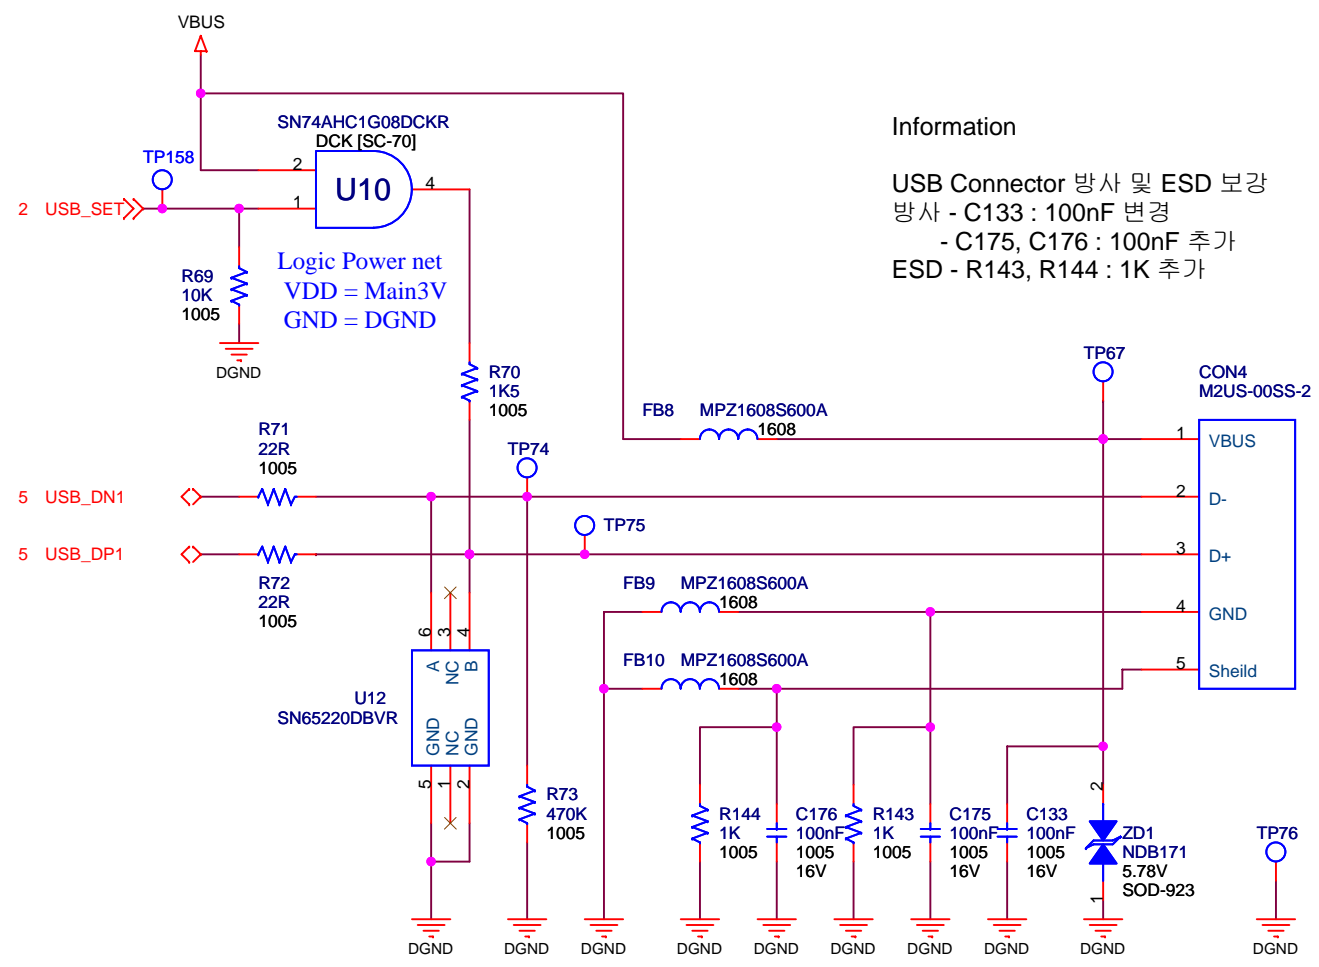 VBUS
SN74AHC1G08DCKR
DCK [SC-70]
TP158
2
U10
4
1
2 USB_SET
Logic Power net
VDD = Main3V
GND = DGND
R69
10K
1005
DGND
Information
USB Connector 방사 및 ESD 보강
방사 - C133 : 100nF 변경
- C175, C176 : 100nF 추가
ESD - R143, R144 : 1K 추가
R70
1K5
1005
TP67
CON4
M2US-00SS-2
FB8 MPZ1608S600A
1608
1 VBUS
R71
22R
1005
TP74
5 USB_DN1
2 D-
TP75
5 USB_DP1
3 D+
R72
22R
1005
FB9 MPZ1608S600A
1608
4 GND
FB10 MPZ1608S600A
1608
5 Sheild
6 3 4
A NC B
U12
SN65220DBVR
GND NC GND
5 1 2
R73
470K
1005
R144
1K
1005
C176
100nF
1005
16V
R143
1K
1005
C175
100nF
1005
16V
C133
100nF
1005
16V
2
ZD1
NDB171
5.78V
SOD-923
1
TP76
DGND DGND DGND DGND DGND DGND DGND DGND DGND DGND